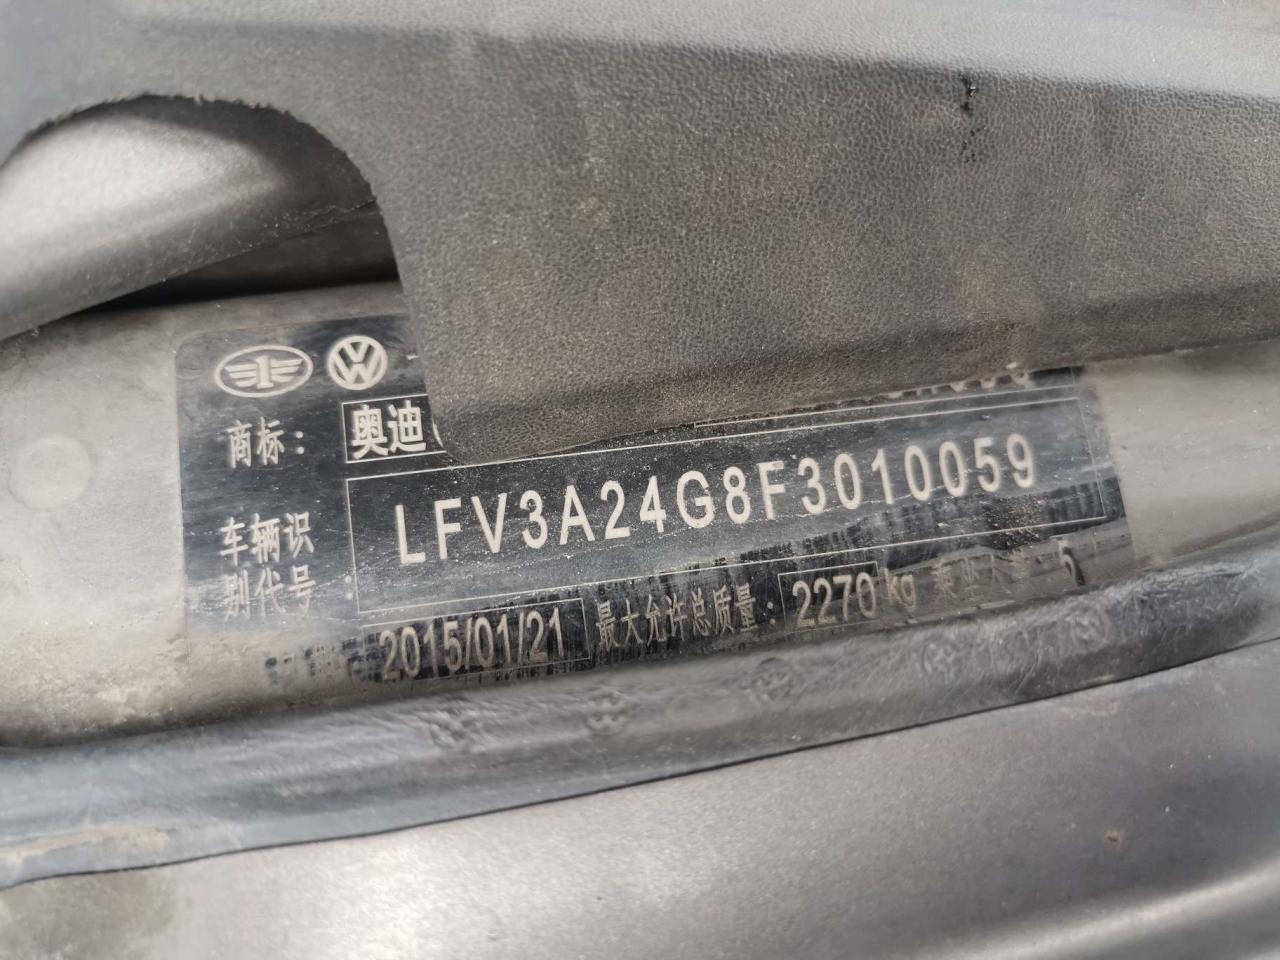 商标： 奥迪
车辆识
别代号： LFV3A24G8F3010059
2015/01/21 最大允许总质量： 2270 kg 5